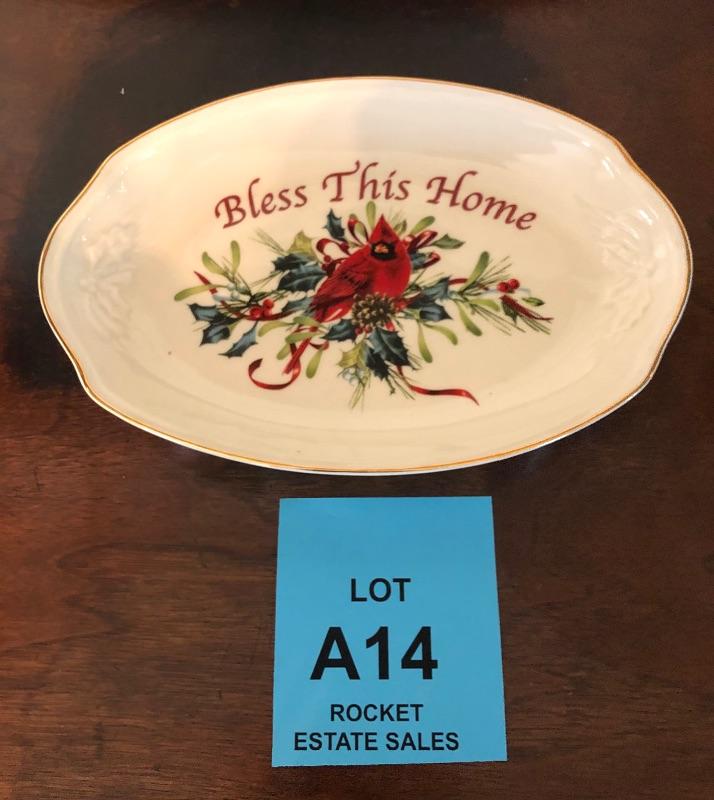 Bless This Home
LOT
A14
ROCKET
ESTATE SALES